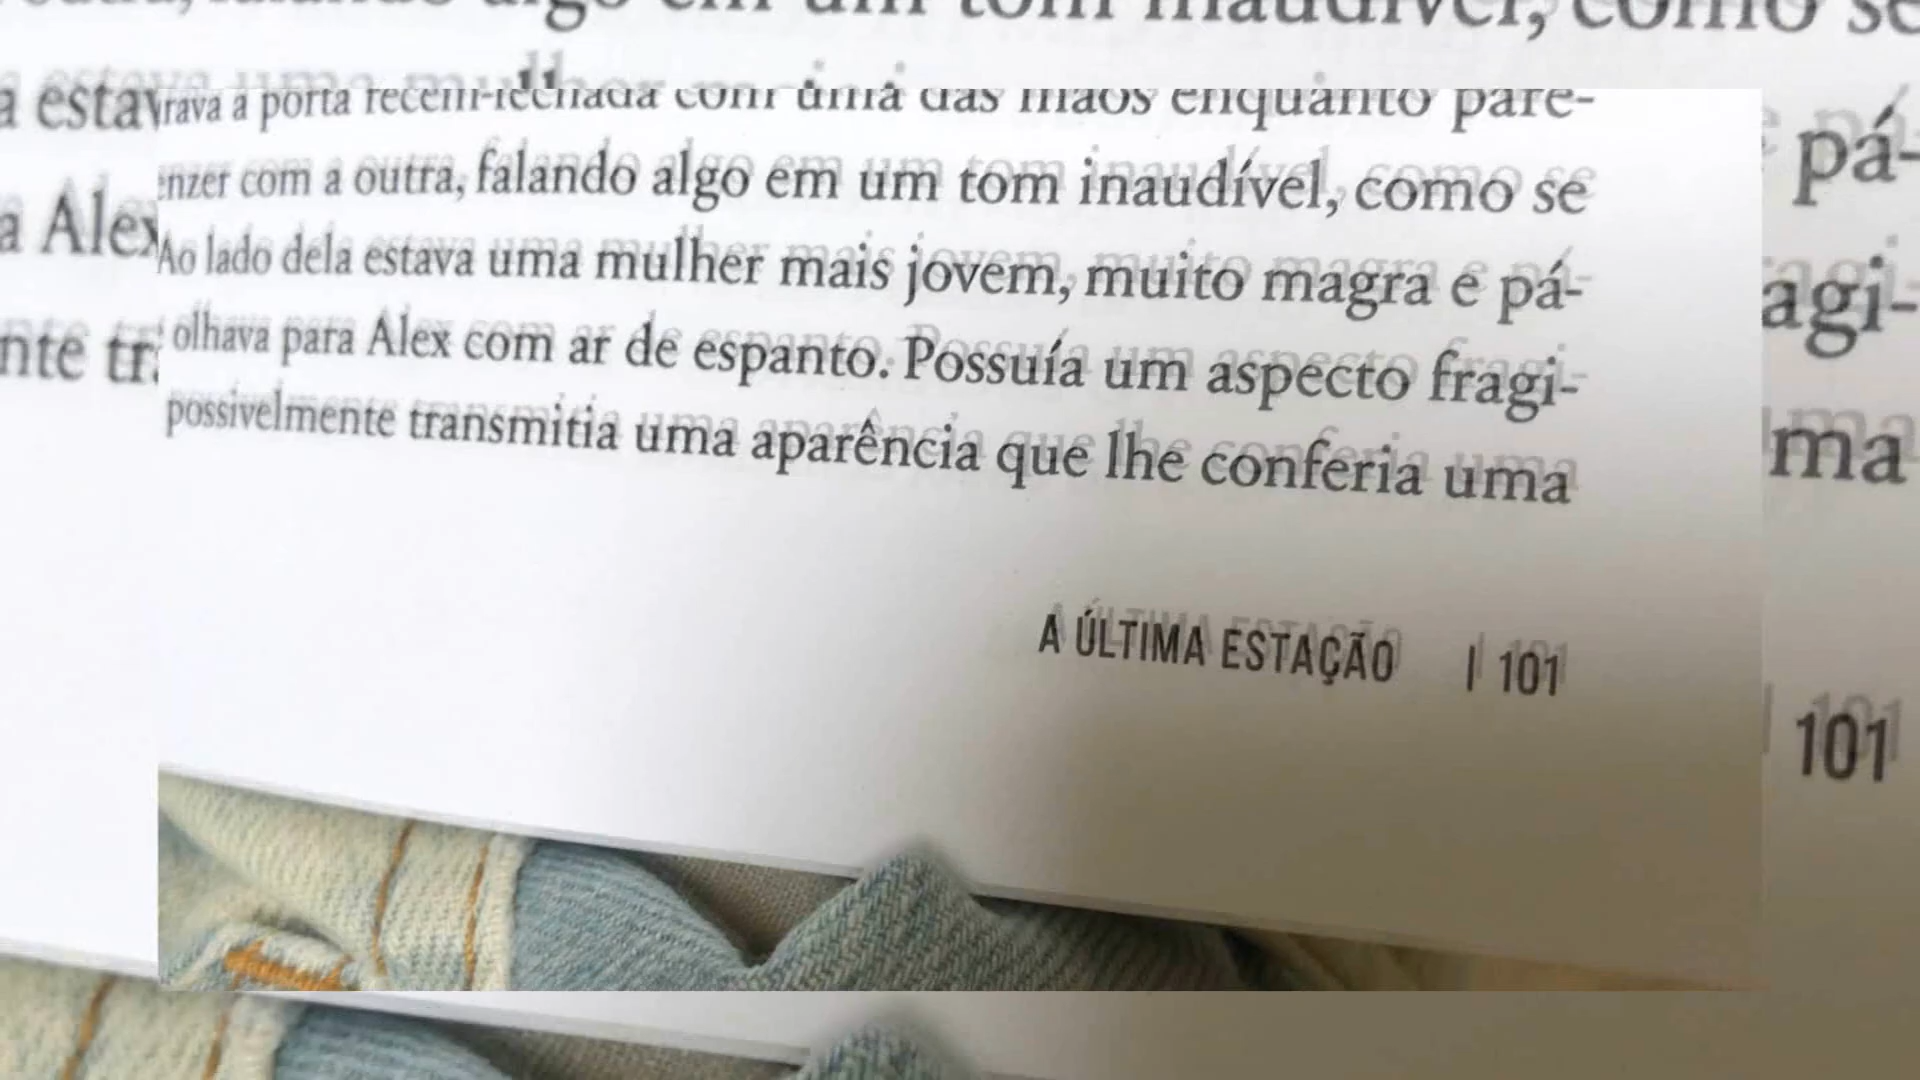 a porta recém-fechada com uma das mãos enquanto pare-
com a outra, falando algo em um tom inaudível, como se
Ao lado dela estava uma mulher mais jovem, muito magra e pá-
olhava para Alex com ar de espanto. Possuía um aspecto fragi-
possivelmente transmitia uma aparência que lhe conferia uma
A ÚLTIMA ESTAÇÃO | 101